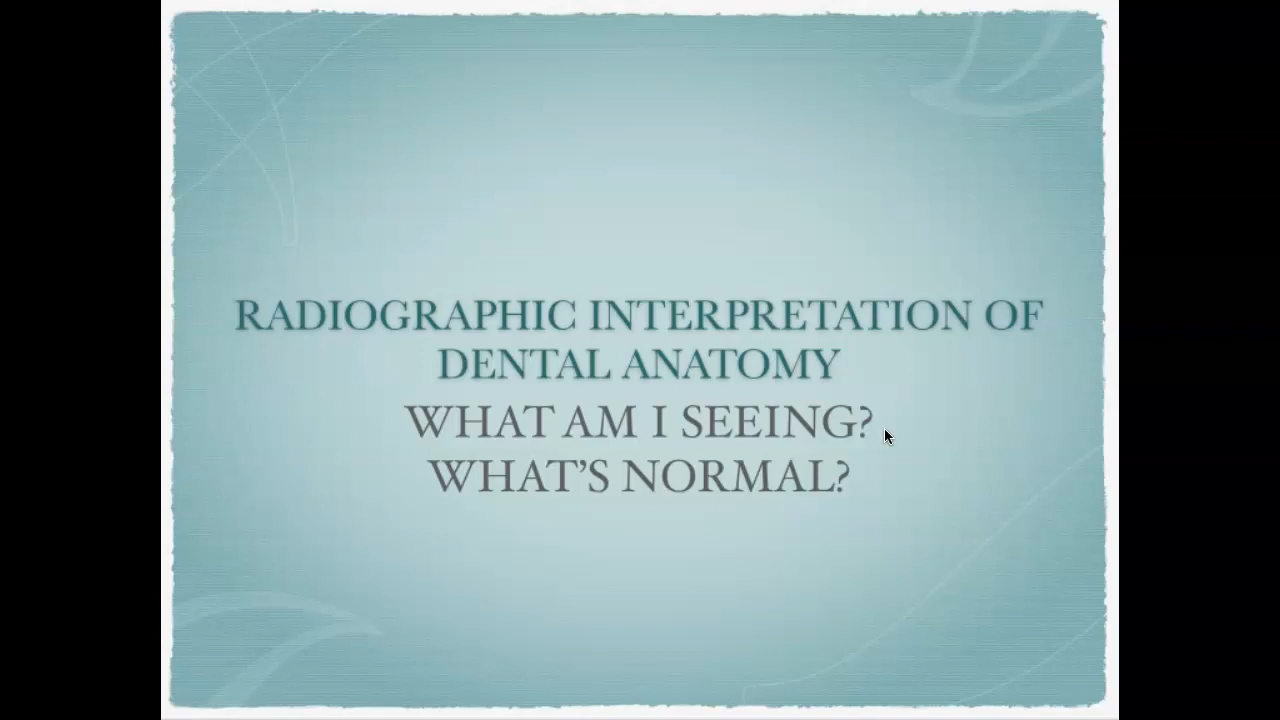 RADIOGRAPHIC INTERPRETATION OF
DENTAL ANATOMY
WHAT AM I SEEING?
WHAT’S NORMAL?